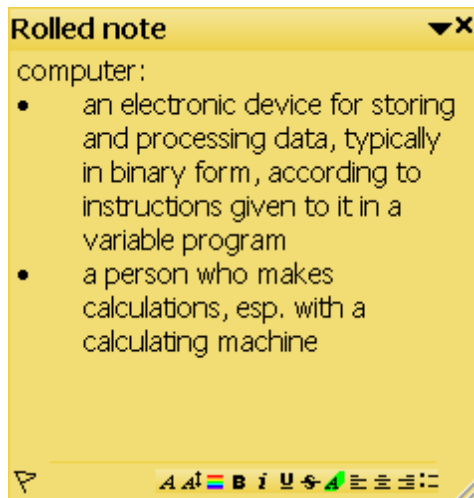 Rolled note
computer:
• an electronic device for storing
and processing data, typically
in binary form, according to
instructions given to it in a
variable program
• a person who makes
calculations, esp. with a
calculating machine
A A B i U S A